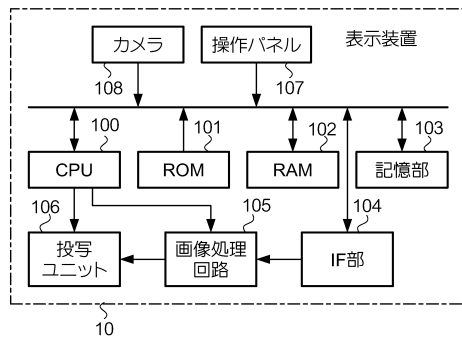 カメラ
操作パネル
表示装置
108
107
100
101
102
103
CPU
ROM
RAM
記憶部
106
105
104
投写
ユニット
画像処理
回路
IF部
10